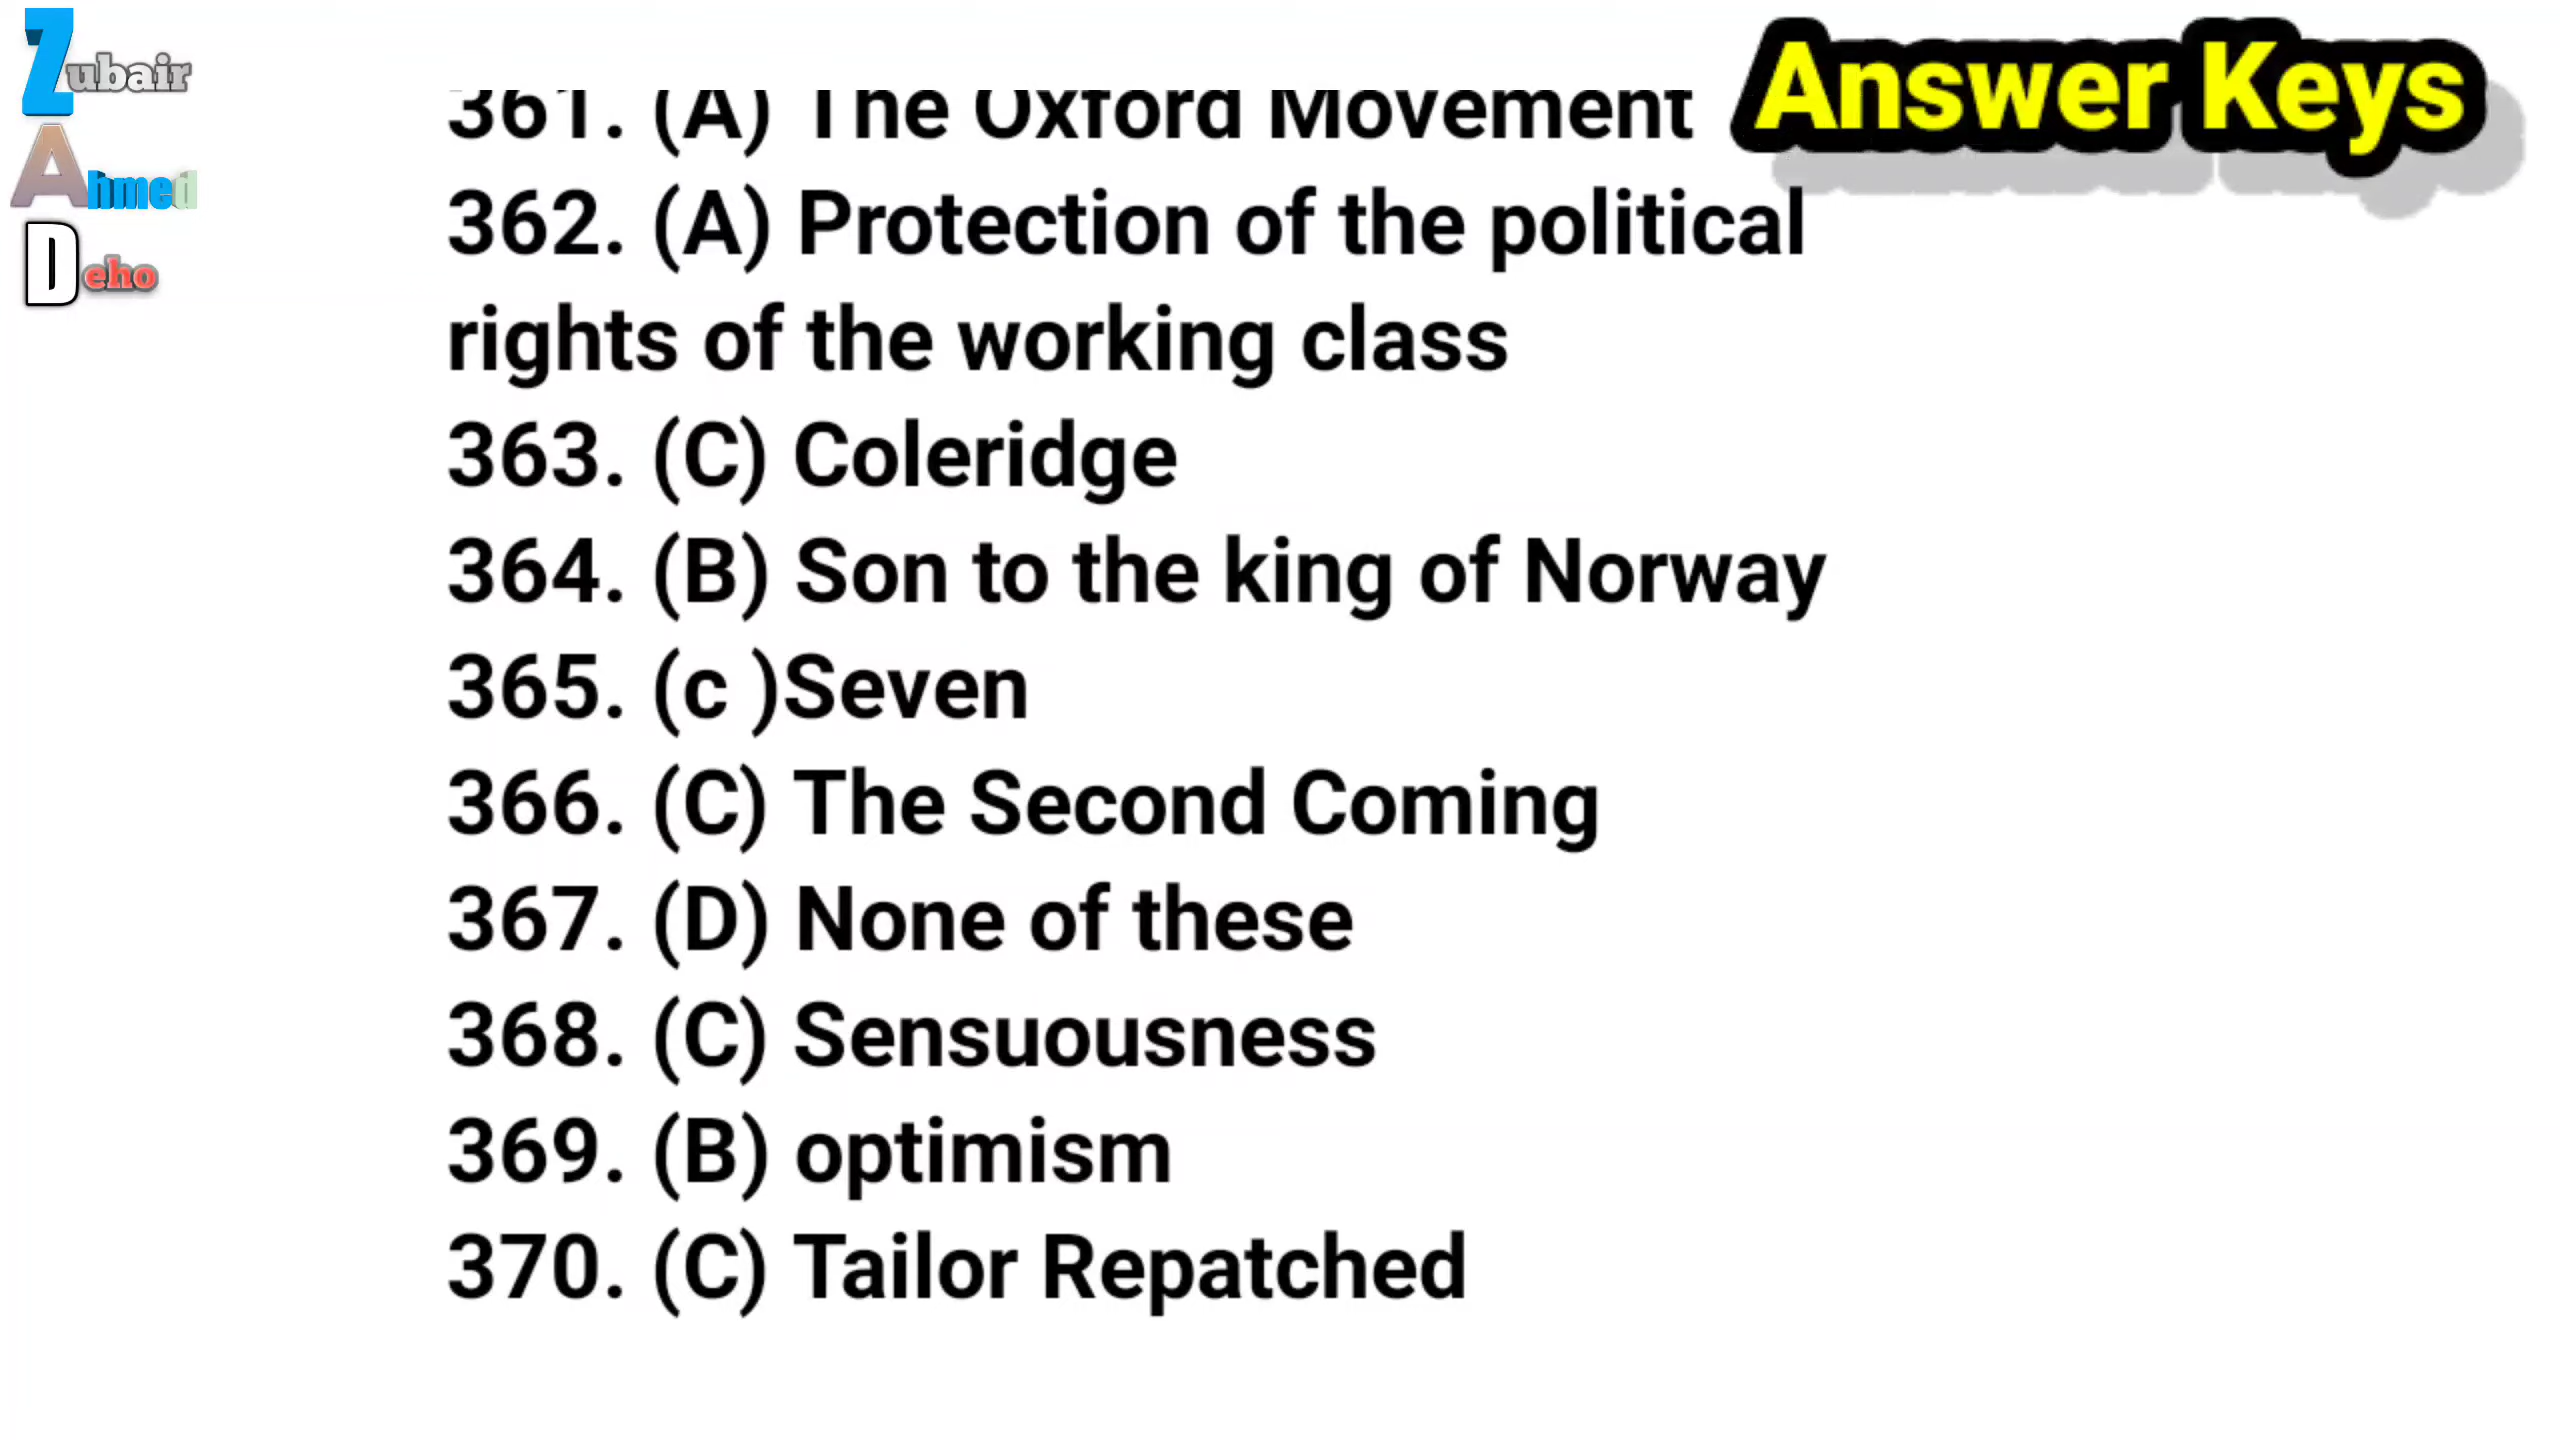 Zubair
Ahmed
Deho
Answer Keys
361. (A) The Oxford Movement
362. (A) Protection of the political
rights of the working class
363. (C) Coleridge
364. (B) Son to the king of Norway
365. (c )Seven
366. (C) The Second Coming
367. (D) None of these
368. (C) Sensuousness
369. (B) optimism
370. (C) Tailor Repatched